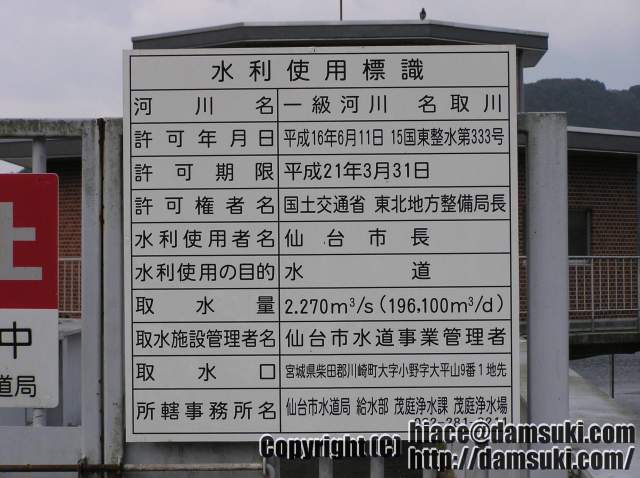 水利使用標識
河川名 一級河川 名取川
許可年月日 平成16年6月11日 15国東整水第333号
許可期限 平成21年3月31日
許可権者名 国土交通省 東北地方整備局長
水利使用者名 仙台市長
水利使用の目的 水道
取水量 2.270m³/s (196,100m³/d)
取水施設管理者名 仙台市水道事業管理者
取水口 宮城県柴田郡川崎町大字小野字大平山9番1地先
所轄事務所名 仙台市水道局 給水部 茂庭浄水課 茂庭浄水場
中
道局
Copyright (C) hiace@damsuki.com
http://damsuki.com/